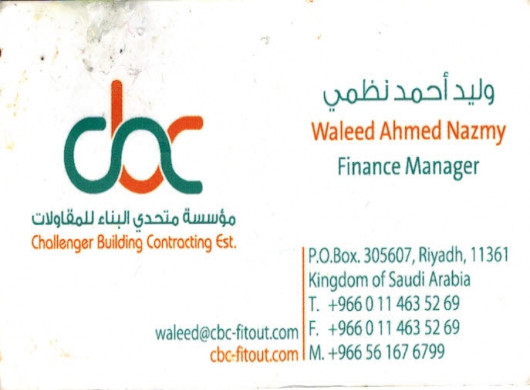 cbc
مؤسسة متحدي البناء للمقاولات
Challenger Building Contracting Est.
وليد أحمد نظمي
Waleed Ahmed Nazmy
Finance Manager
P.O.Box. 305607, Riyadh, 11361
Kingdom of Saudi Arabia
T. +966 0 11 463 52 69
F. +966 0 11 463 52 69
M. +966 56 167 6799
waleed@cbc-fitout.com
cbc-fitout.com